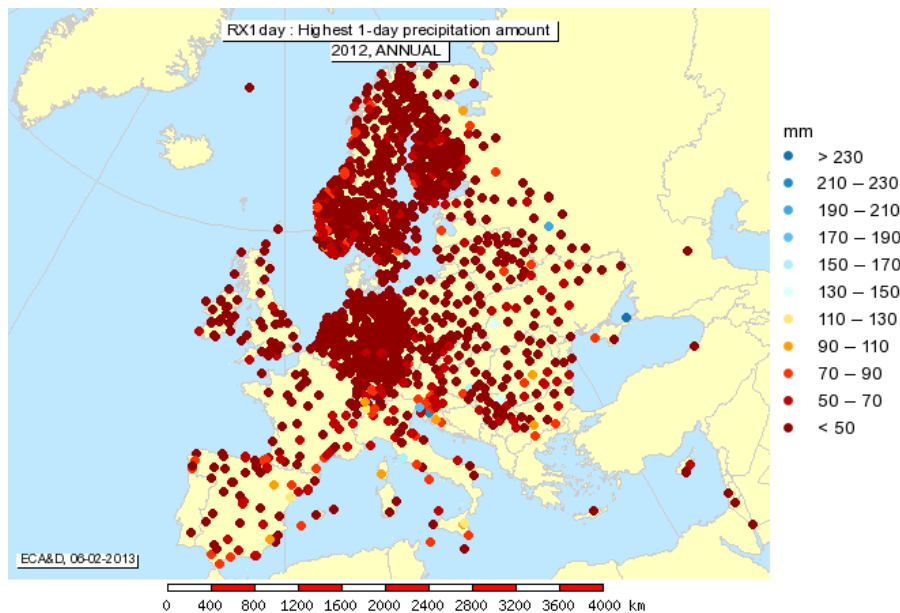 RX1day : Highest 1-day precipitation amount
2012, ANNUAL
mm
> 230
210 – 230
190 – 210
170 – 190
150 – 170
130 – 150
110 – 130
90 – 110
70 – 90
50 – 70
< 50
ECA&D, 06-02-2013
0 400 800 1200 1600 2000 2400 2800 3200 3600 4000 km